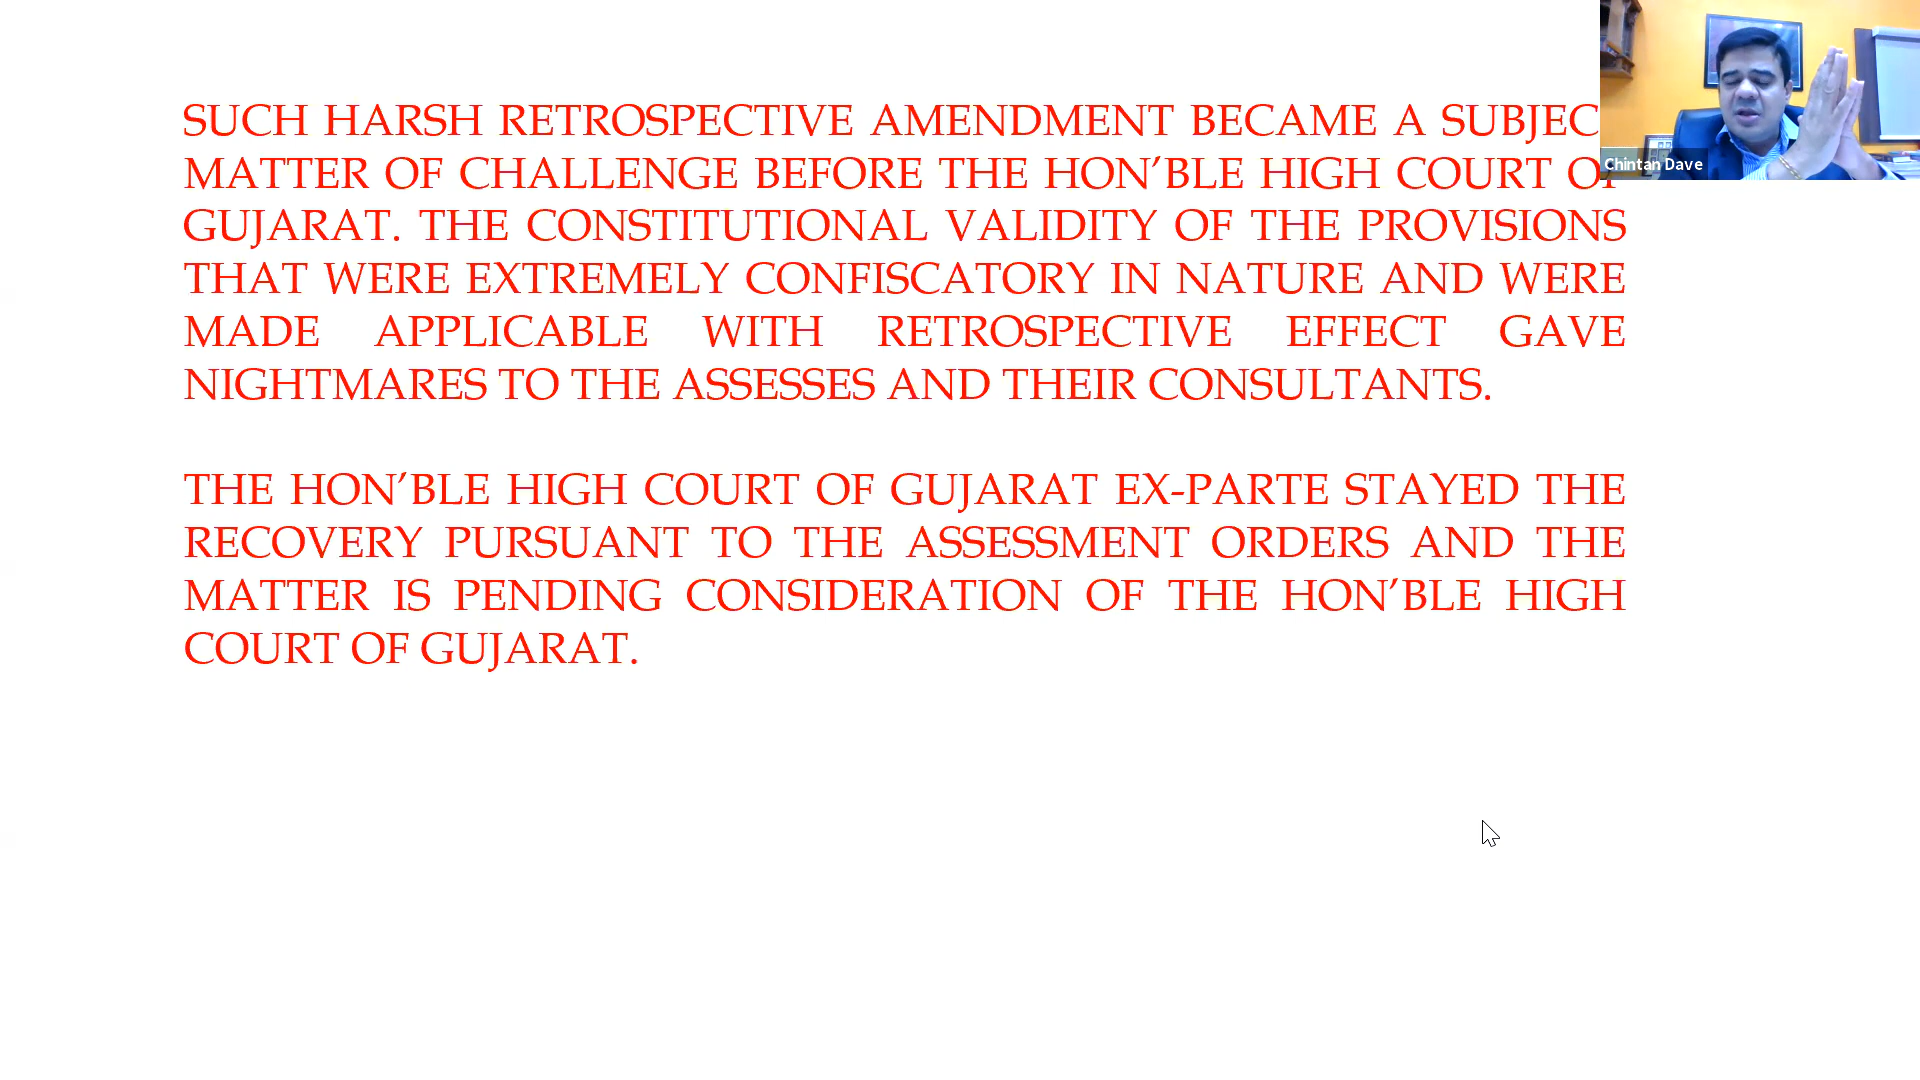 SUCH HARSH RETROSPECTIVE AMENDMENT BECAME A SUBJEC
MATTER OF CHALLENGE BEFORE THE HON’BLE HIGH COURT OF
GUJARAT. THE CONSTITUTIONAL VALIDITY OF THE PROVISIONS
THAT WERE EXTREMELY CONFISCATORY IN NATURE AND WERE
MADE APPLICABLE WITH RETROSPECTIVE EFFECT GAVE
NIGHTMARES TO THE ASSESSES AND THEIR CONSULTANTS.
THE HON’BLE HIGH COURT OF GUJARAT EX-PARTE STAYED THE
RECOVERY PURSUANT TO THE ASSESSMENT ORDERS AND THE
MATTER IS PENDING CONSIDERATION OF THE HON’BLE HIGH
COURT OF GUJARAT.
Chintan Dave